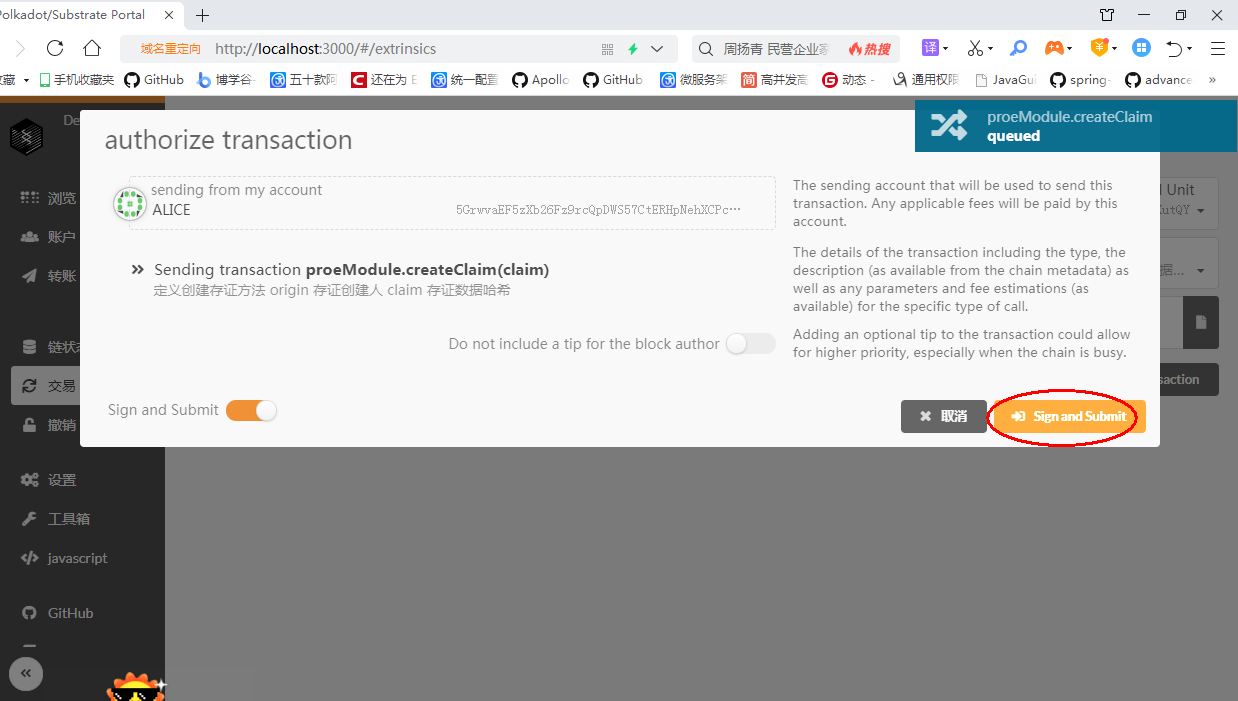 Polkadot/Substrate Portal
域名重定向 http://localhost:3000/#/extrinsics
周扬青 民营企业家 热搜
译
手机收藏夹
GitHub
博学谷
五十款阿
还在为
统一配置
Apollo
GitHub
微服务架
简 高并发高
动态 -
通用权限
JavaGui
spring-
advance
»
De
浏览
账户
转账
链状态
交易
撤销
设置
工具箱
javascript
GitHub
authorize transaction
sending from my account
ALICE
5GrwvaEF5zXb26Fz9rcQpDWS57CtERHpNehXCPc…
Sending transaction proeModule.createClaim(claim)
定义创建存证方法 origin 存证创建人 claim 存证数据哈希
Do not include a tip for the block author
Sign and Submit
The sending account that will be used to send this
transaction. Any applicable fees will be paid by this
account.
The details of the transaction including the type, the
description (as available from the chain metadata) as
well as any parameters and fee estimations (as
available) for the specific type of call.
Adding an optional tip to the transaction could allow
for higher priority, especially when the chain is busy.
取消
Sign and Submit
proeModule.createClaim
queued
Unit
utQY
据...
saction